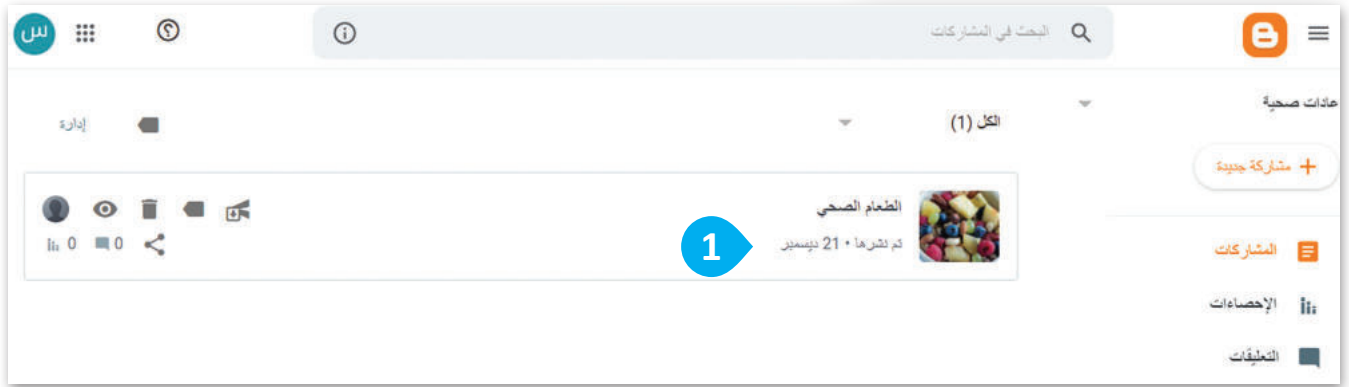 البحث في المشاركات
س
عادات صحية
الكل (1)
إدارة
+ مشاركة جديدة
الطعام الصحي
تم نشرها • 21 ديسمبر
1
0
0
المشاركات
الإحصاءات
التعليقات